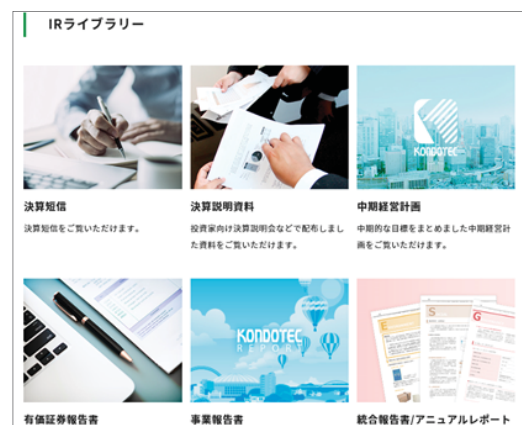 IRライブラリー
KONDOTEC
決算短信
決算説明資料
中期経営計画
決算短信をご覧いただけます。
投資家向け決算説明会などで配布しまし
た資料をご覧いただけます。
中期的な目標をまとめました中期経営計
画をご覧いただけます。
KONDOTEC
REPORT
E
S
G
有価証券報告書
事業報告書
統合報告書/アニュアルレポート